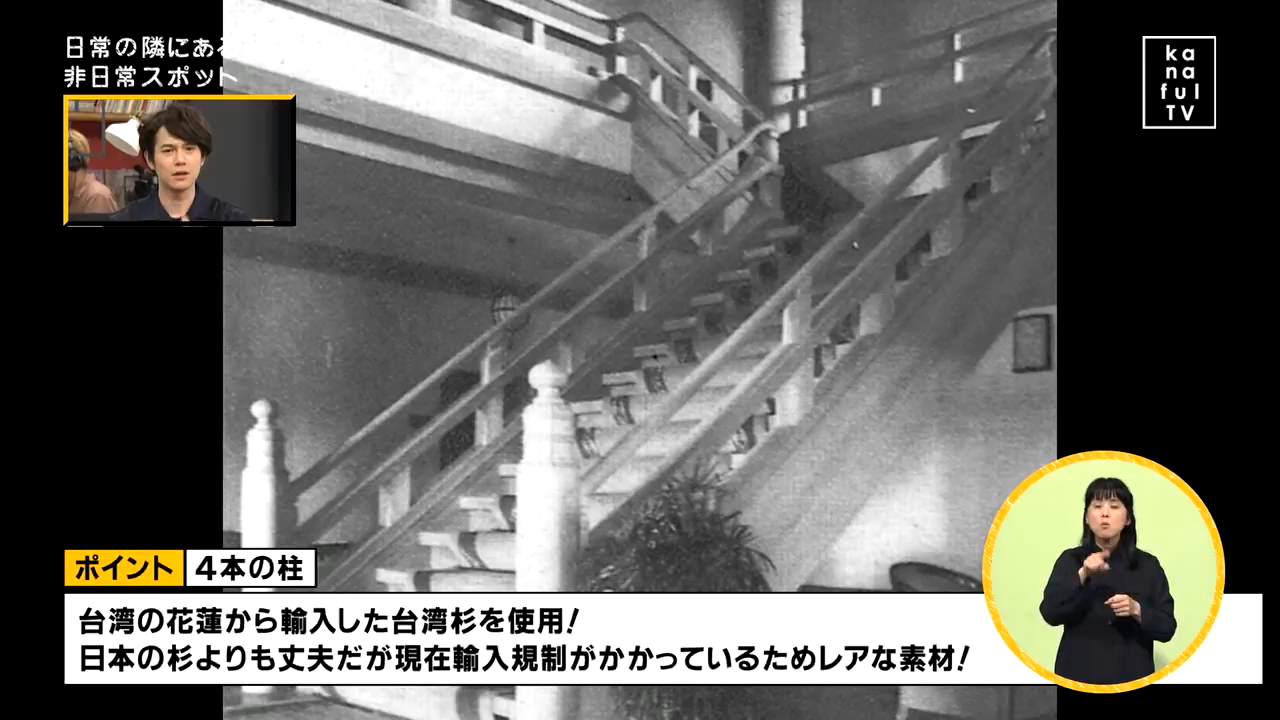 日常の隣にある
非日常スポット
ka
na
ful
TV
ポイント 4本の柱
台湾の花蓮から輸入した台湾杉を使用!
日本の杉よりも丈夫だが現在輸入規制がかかっているためレアな素材!